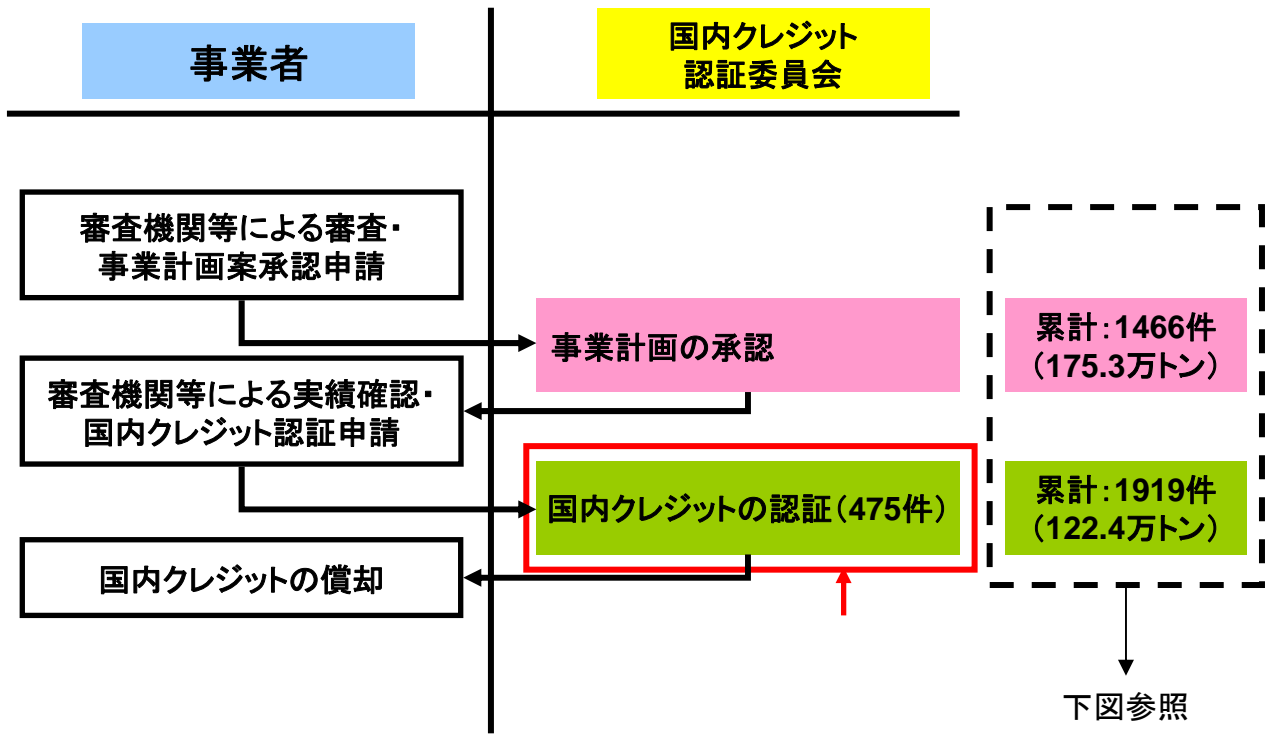 事業者
国内クレジット
認証委員会
審査機関等による審査・
事業計画案承認申請
事業計画の承認
累計：1466件
（175.3万トン）
審査機関等による実績確認・
国内クレジット認証申請
国内クレジットの認証（475件）
累計：1919件
（122.4万トン）
国内クレジットの償却
下図参照